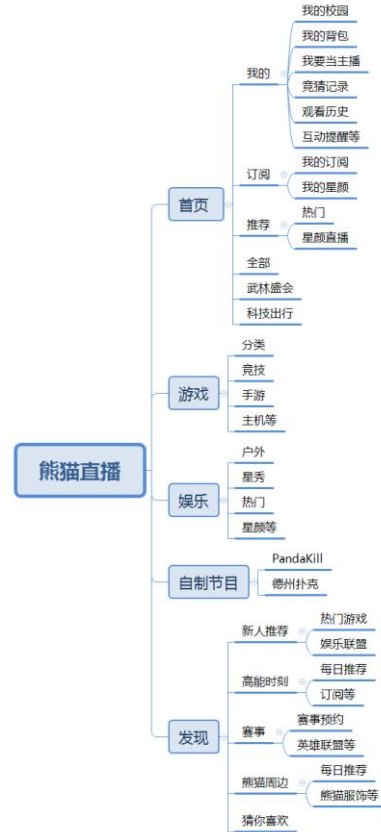 熊猫直播
首页
我的
我的校园
我的背包
我要当主播
竞猜记录
观看历史
互动提醒等
订阅
我的订阅
我的星颜
推荐
热门
星颜直播
全部
武林盛会
科技出行
游戏
分类
竞技
手游
主机等
娱乐
户外
星秀
热门
星颜等
自制节目
PandaKill
德州扑克
发现
新人推荐
热门游戏
娱乐联盟
高能时刻
每日推荐
订阅等
赛事
赛事预约
英雄联盟等
熊猫周边
每日推荐
熊猫服饰等
猜你喜欢